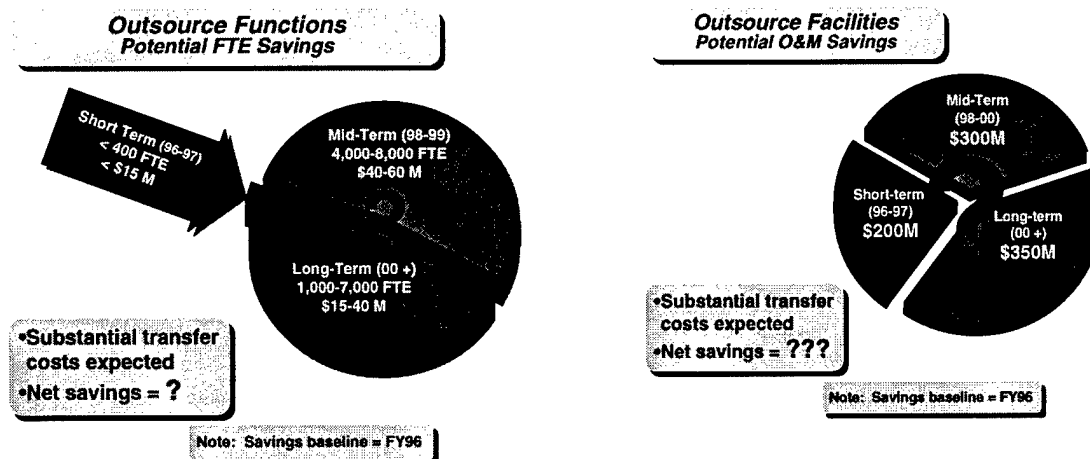 Outsource Functions
Potential FTE Savings
Short Term (96-97)
< 400 FTE
< $15 M
Mid-Term (98-99)
4,000-8,000 FTE
$40-60 M
Long-Term (00 +)
1,000-7,000 FTE
$15-40 M
•Substantial transfer
costs expected
•Net savings = ?
Note: Savings baseline = FY96
Outsource Facilities
Potential O&M Savings
Mid-Term
(98-00)
$300M
Short-term
(96-97)
$200M
Long-term
(00 +)
$350M
•Substantial transfer
costs expected
•Net savings = ???
Note: Savings baseline = FY96